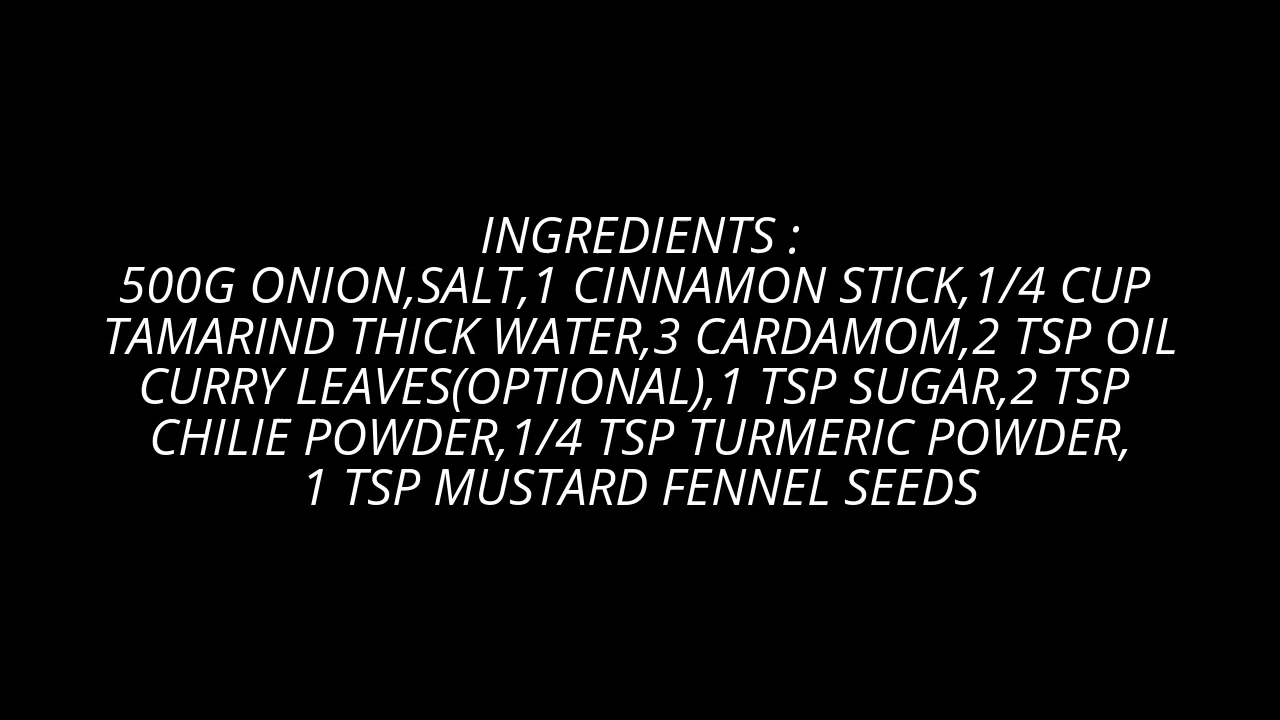 INGREDIENTS :
500G ONION,SALT,1 CINNAMON STICK,1/4 CUP
TAMARIND THICK WATER,3 CARDAMOM,2 TSP OIL
CURRY LEAVES(OPTIONAL),1 TSP SUGAR,2 TSP
CHILIE POWDER,1/4 TSP TURMERIC POWDER,
1 TSP MUSTARD FENNEL SEEDS